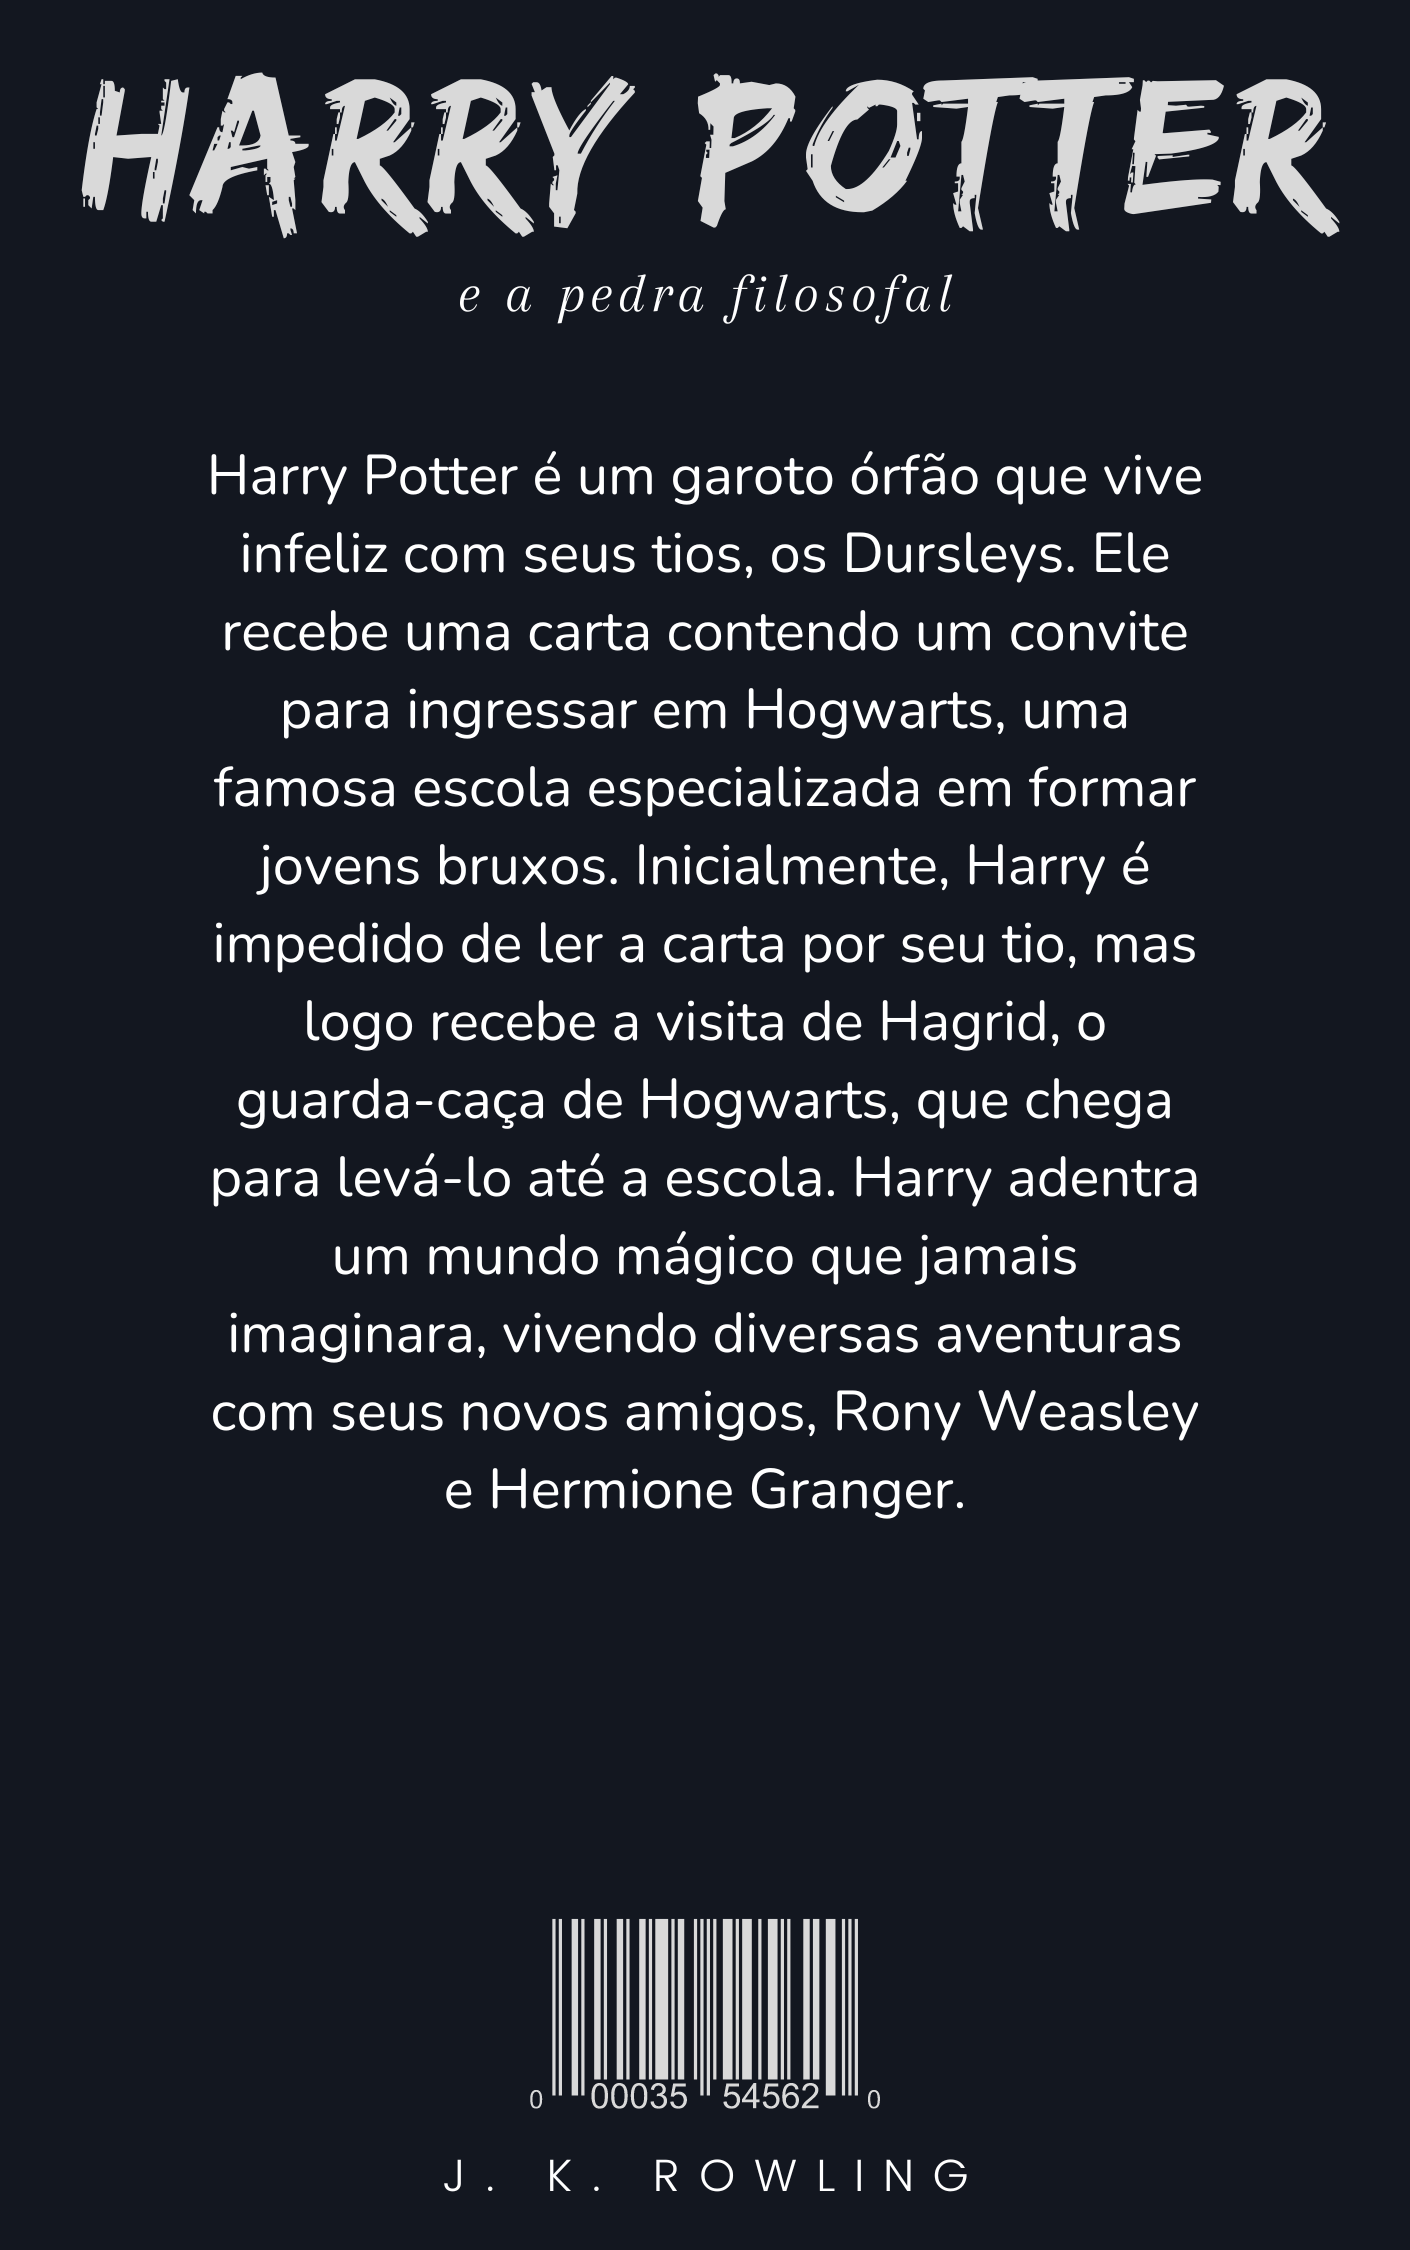 HARRY POTTER
e a pedra filosofal
Harry Potter é um garoto órfão que vive
infeliz com seus tios, os Dursleys. Ele
recebe uma carta contendo um convite
para ingressar em Hogwarts, uma
famosa escola especializada em formar
jovens bruxos. Inicialmente, Harry é
impedido de ler a carta por seu tio, mas
logo recebe a visita de Hagrid, o
guarda-caça de Hogwarts, que chega
para levá-lo até a escola. Harry adentra
um mundo mágico que jamais
imaginara, vivendo diversas aventuras
com seus novos amigos, Rony Weasley
e Hermione Granger.
0 00035 54562 0
J. K. ROWLING